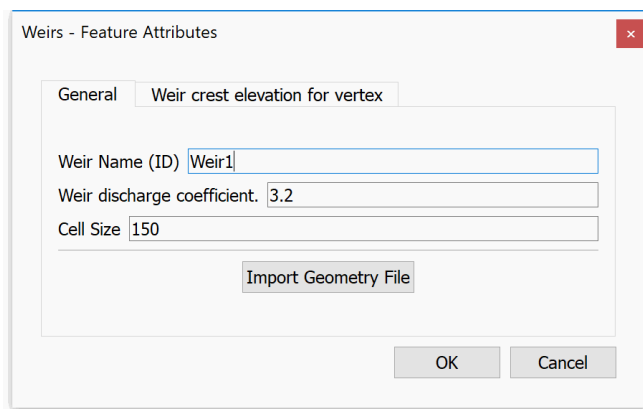 Weirs - Feature Attributes
General Weir crest elevation for vertex
Weir Name (ID) Weir1
Weir discharge coefficient. 3.2
Cell Size 150
Import Geometry File
OK Cancel